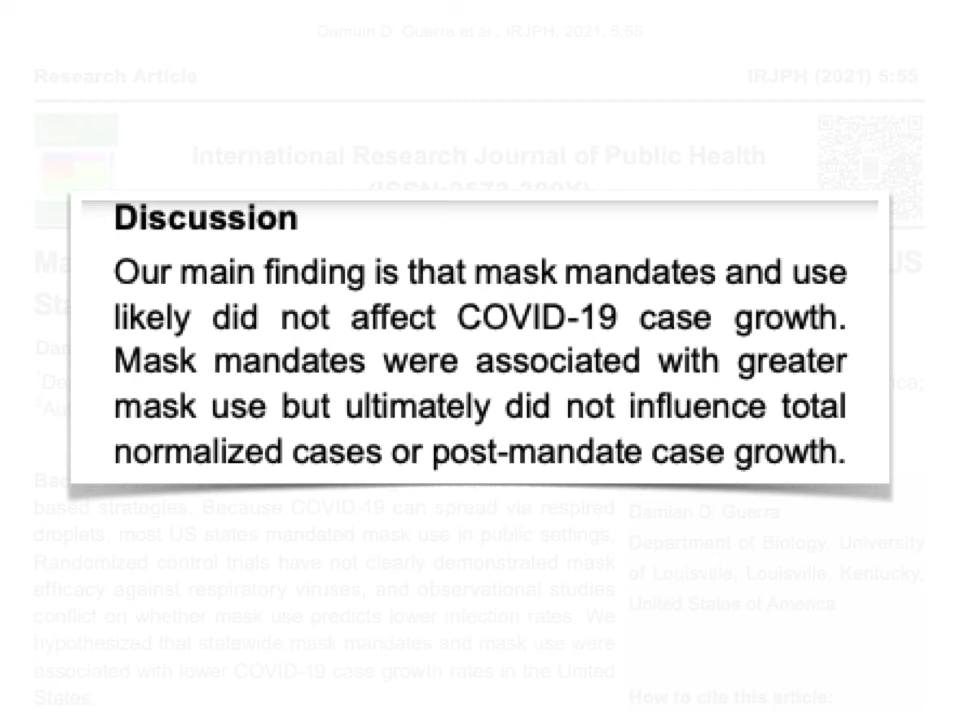 Damian D. Guerra et al., IRJPH, 2021, 5:55
Research Article
IRJPH (2021) 5:55
International Research Journal of Public Health
Discussion
Our main finding is that mask mandates and use
likely did not affect COVID-19 case growth.
Mask mandates were associated with greater
mask use but ultimately did not influence total
normalized cases or post-mandate case growth.
based strategies. Because COVID-19 can spread via respired
droplets, most US states mandated mask use in public settings.
Randomized control trials have not clearly demonstrated mask
efficacy against respiratory viruses, and observational studies
conflict on whether mask use predicts lower infection rates. We
hypothesized that statewide mask mandates and mask use were
associated with lower COVID-19 case growth rates in the United
States.
Damian D. Guerra
Department of Biology, University
of Louisville, Louisville, Kentucky,
United States of America
How to cite this article: